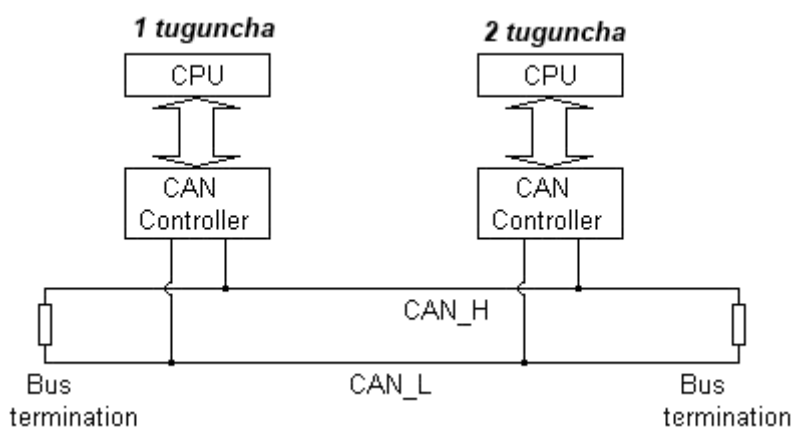 1 tuguncha
2 tuguncha
CPU
CPU
CAN
Controller
CAN
Controller
CAN_H
CAN_L
Bus
termination
Bus
termination